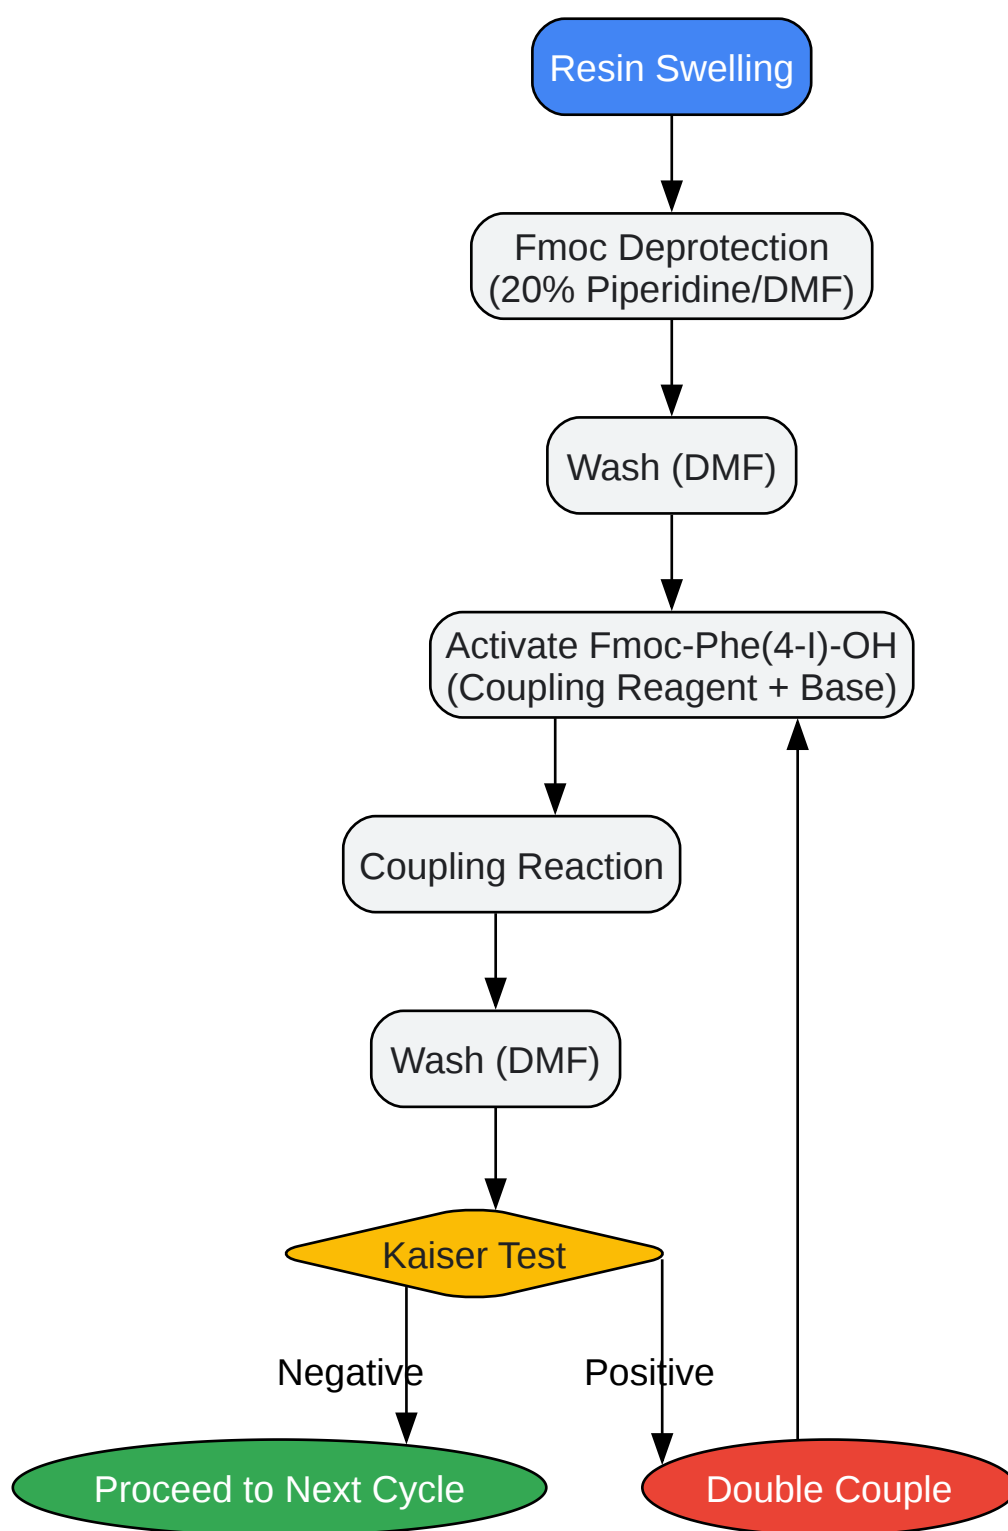 Resin Swelling
Fmoc Deprotection
(20% Piperidine/DMF)
Wash (DMF)
Activate Fmoc-Phe(4-I)-OH
(Coupling Reagent + Base)
Coupling Reaction
Wash (DMF)
Kaiser Test
Negative
Positive
Proceed to Next Cycle
Double Couple